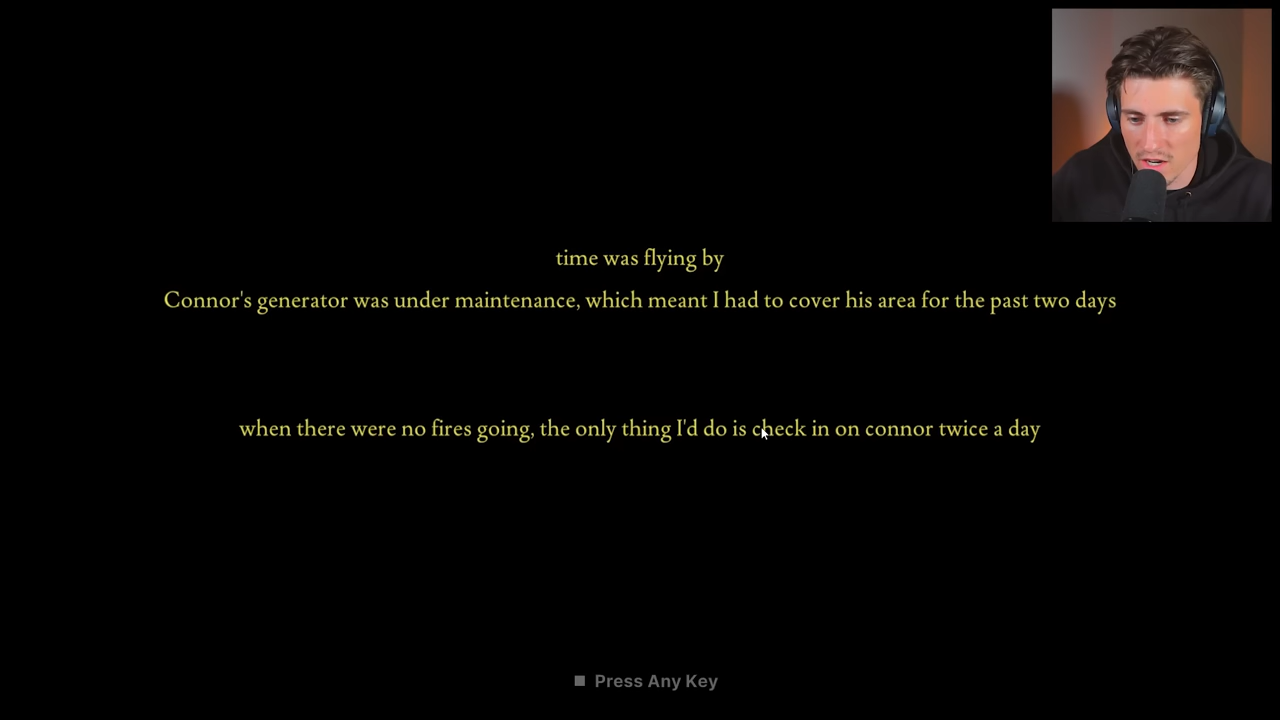 time was flying by
Connor's generator was under maintenance, which meant I had to cover his area for the past two days
when there were no fires going, the only thing I'd do is check in on connor twice a day
Press Any Key